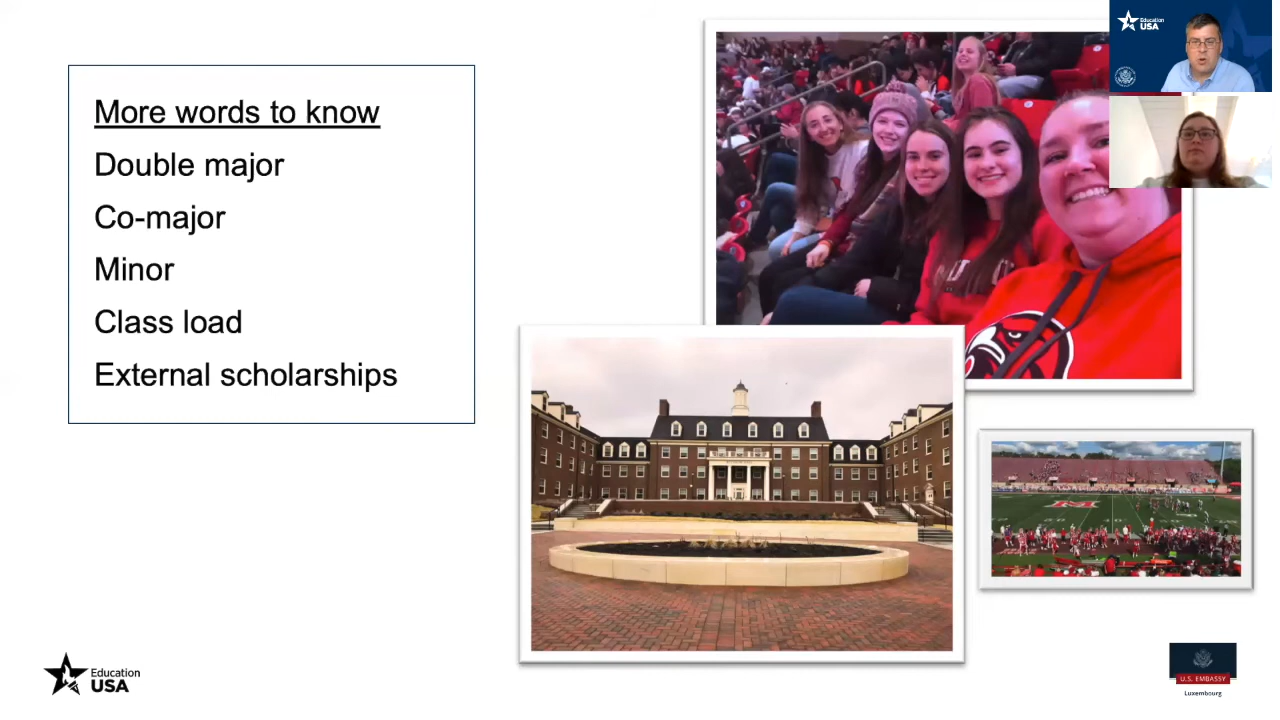 More words to know
Double major
Co-major
Minor
Class load
External scholarships
Education
USA
Education
USA
M
U.S. EMBASSY
Luxembourg